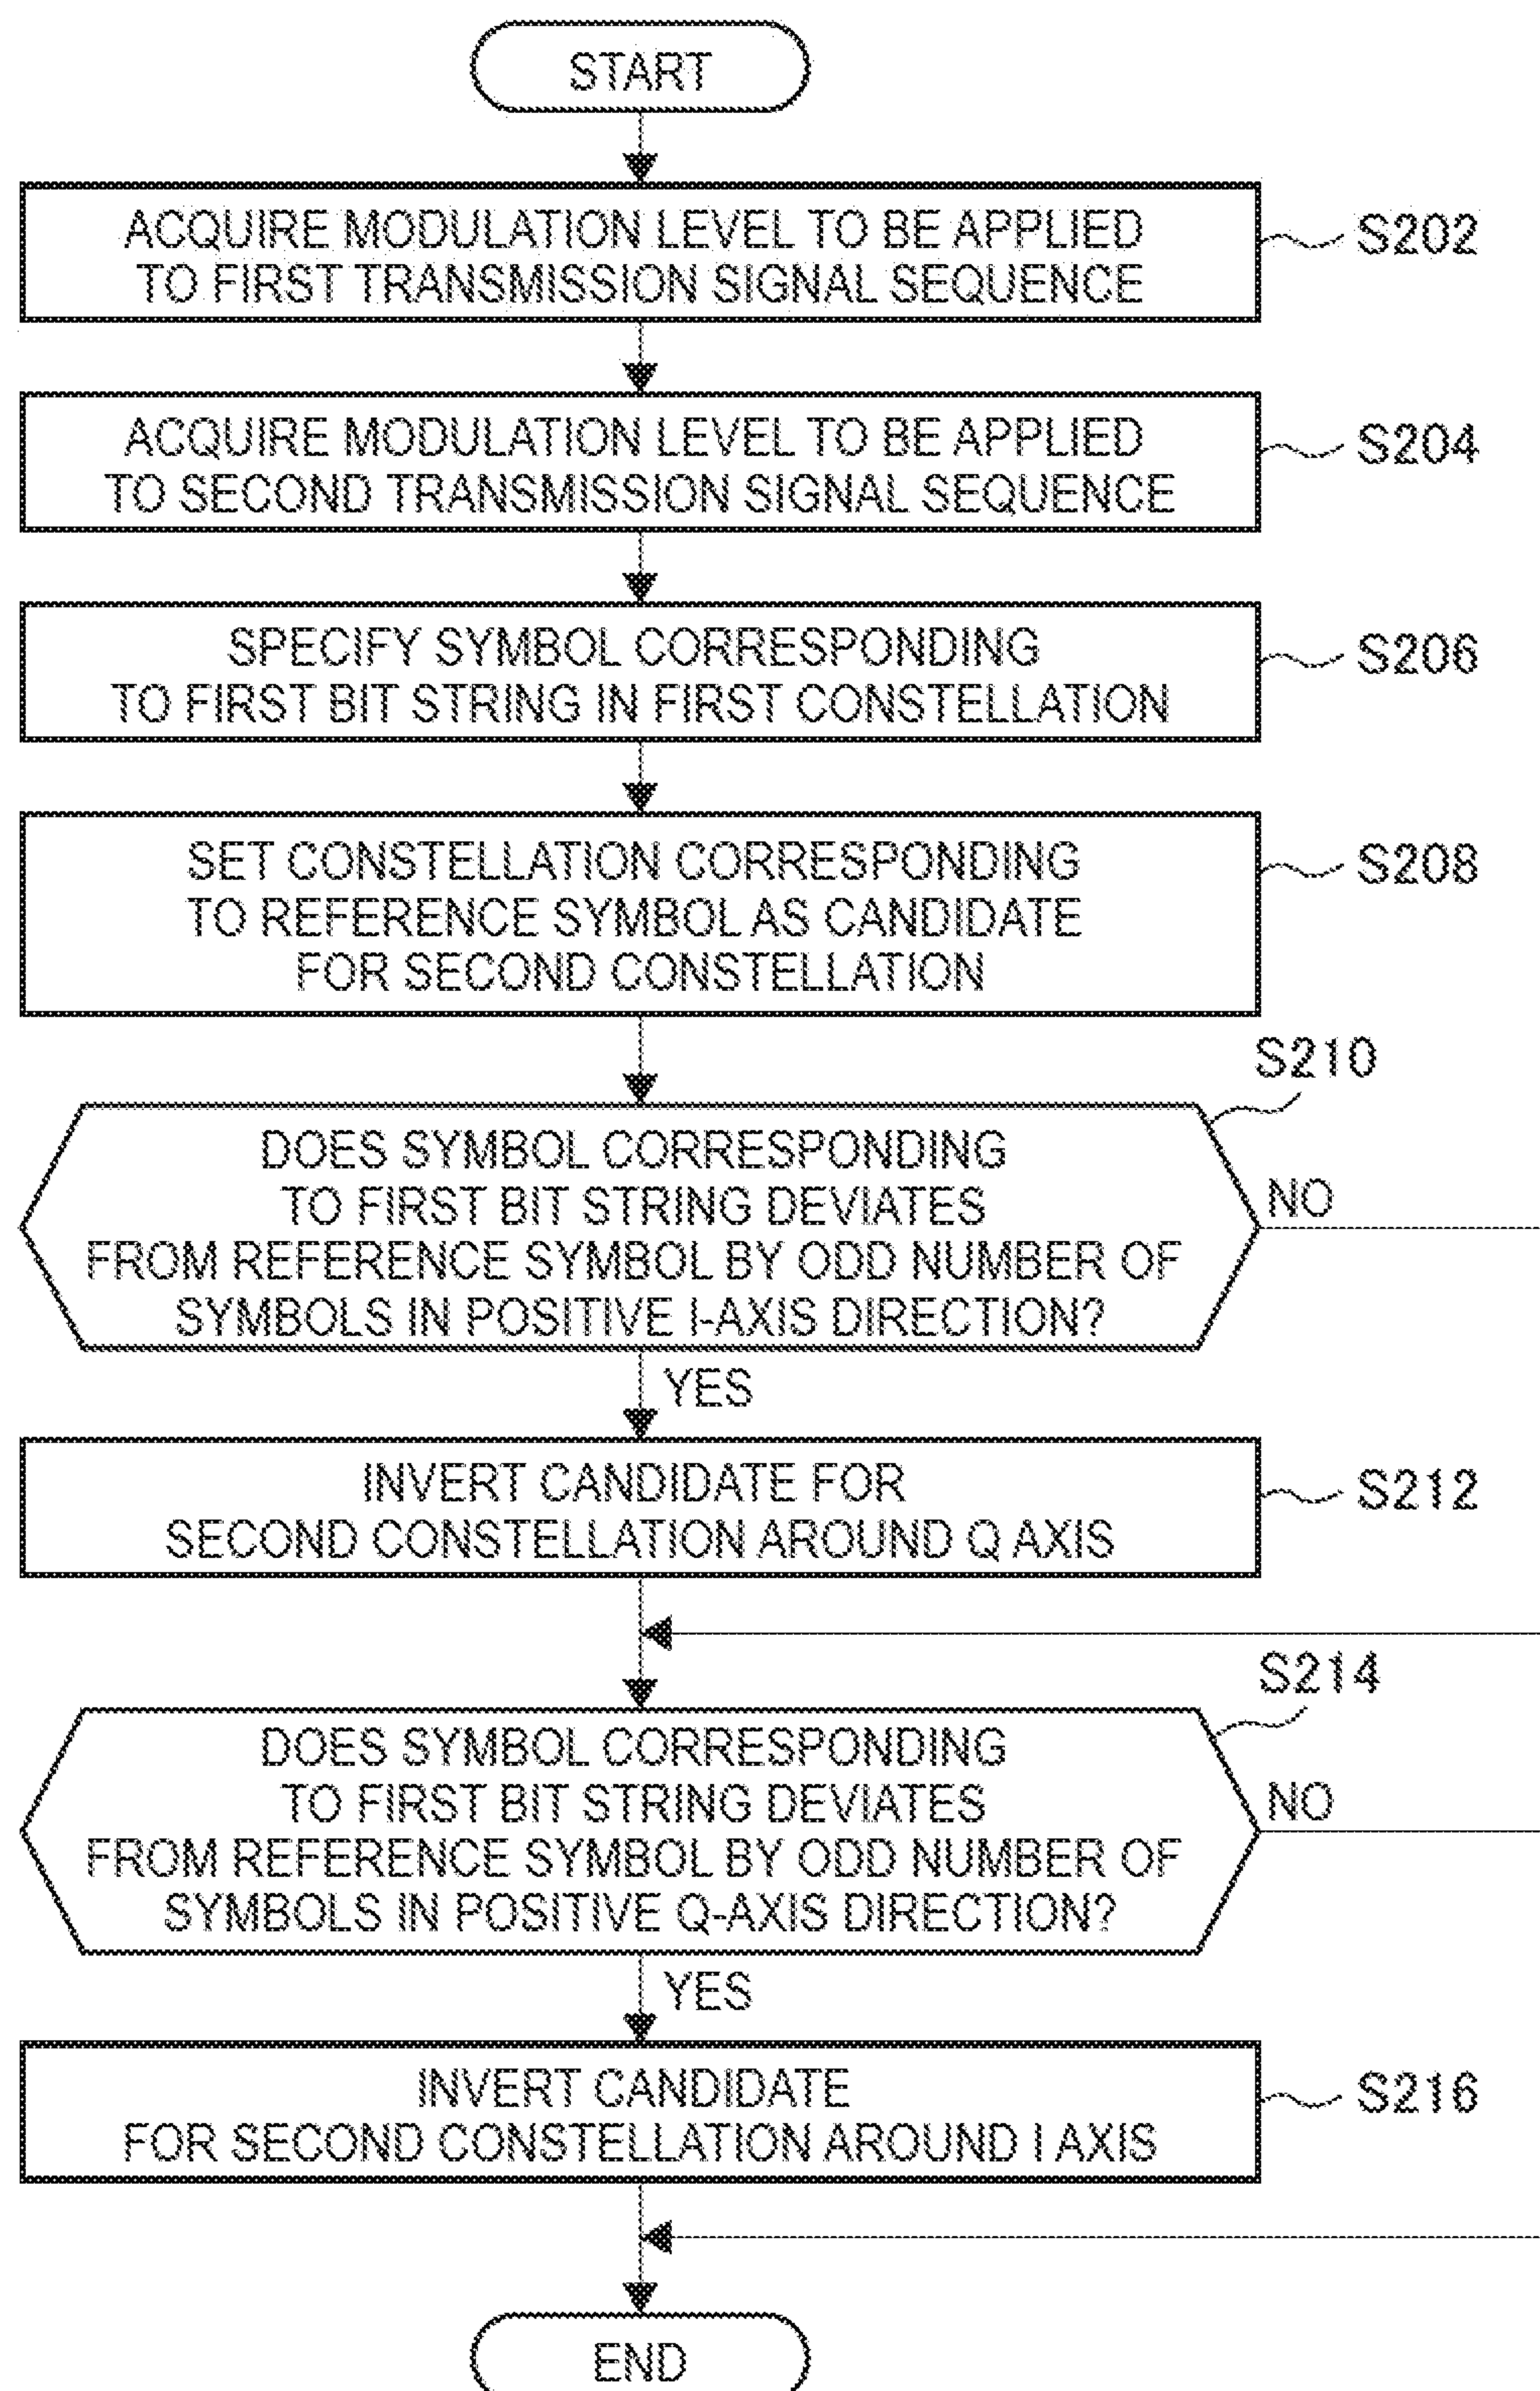 START
ACQUIRE MODULATION LEVEL TO BE APPLIED
TO FIRST TRANSMISSION SIGNAL SEQUENCE
S202
ACQUIRE MODULATION LEVEL TO BE APPLIED
TO SECOND TRANSMISSION SIGNAL SEQUENCE
S204
SPECIFY SYMBOL CORRESPONDING
TO FIRST BIT STRING IN FIRST CONSTELLATION
S206
SET CONSTELLATION CORRESPONDING
TO REFERENCE SYMBOL AS CANDIDATE
FOR SECOND CONSTELLATION
S208
S210
DOES SYMBOL CORRESPONDING
TO FIRST BIT STRING DEVIATES
FROM REFERENCE SYMBOL BY ODD NUMBER OF
SYMBOLS IN POSITIVE I-AXIS DIRECTION?
NO
YES
INVERT CANDIDATE FOR
SECOND CONSTELLATION AROUND Q AXIS
S212
S214
DOES SYMBOL CORRESPONDING
TO FIRST BIT STRING DEVIATES
FROM REFERENCE SYMBOL BY ODD NUMBER OF
SYMBOLS IN POSITIVE Q-AXIS DIRECTION?
NO
YES
INVERT CANDIDATE
FOR SECOND CONSTELLATION AROUND I AXIS
S216
END